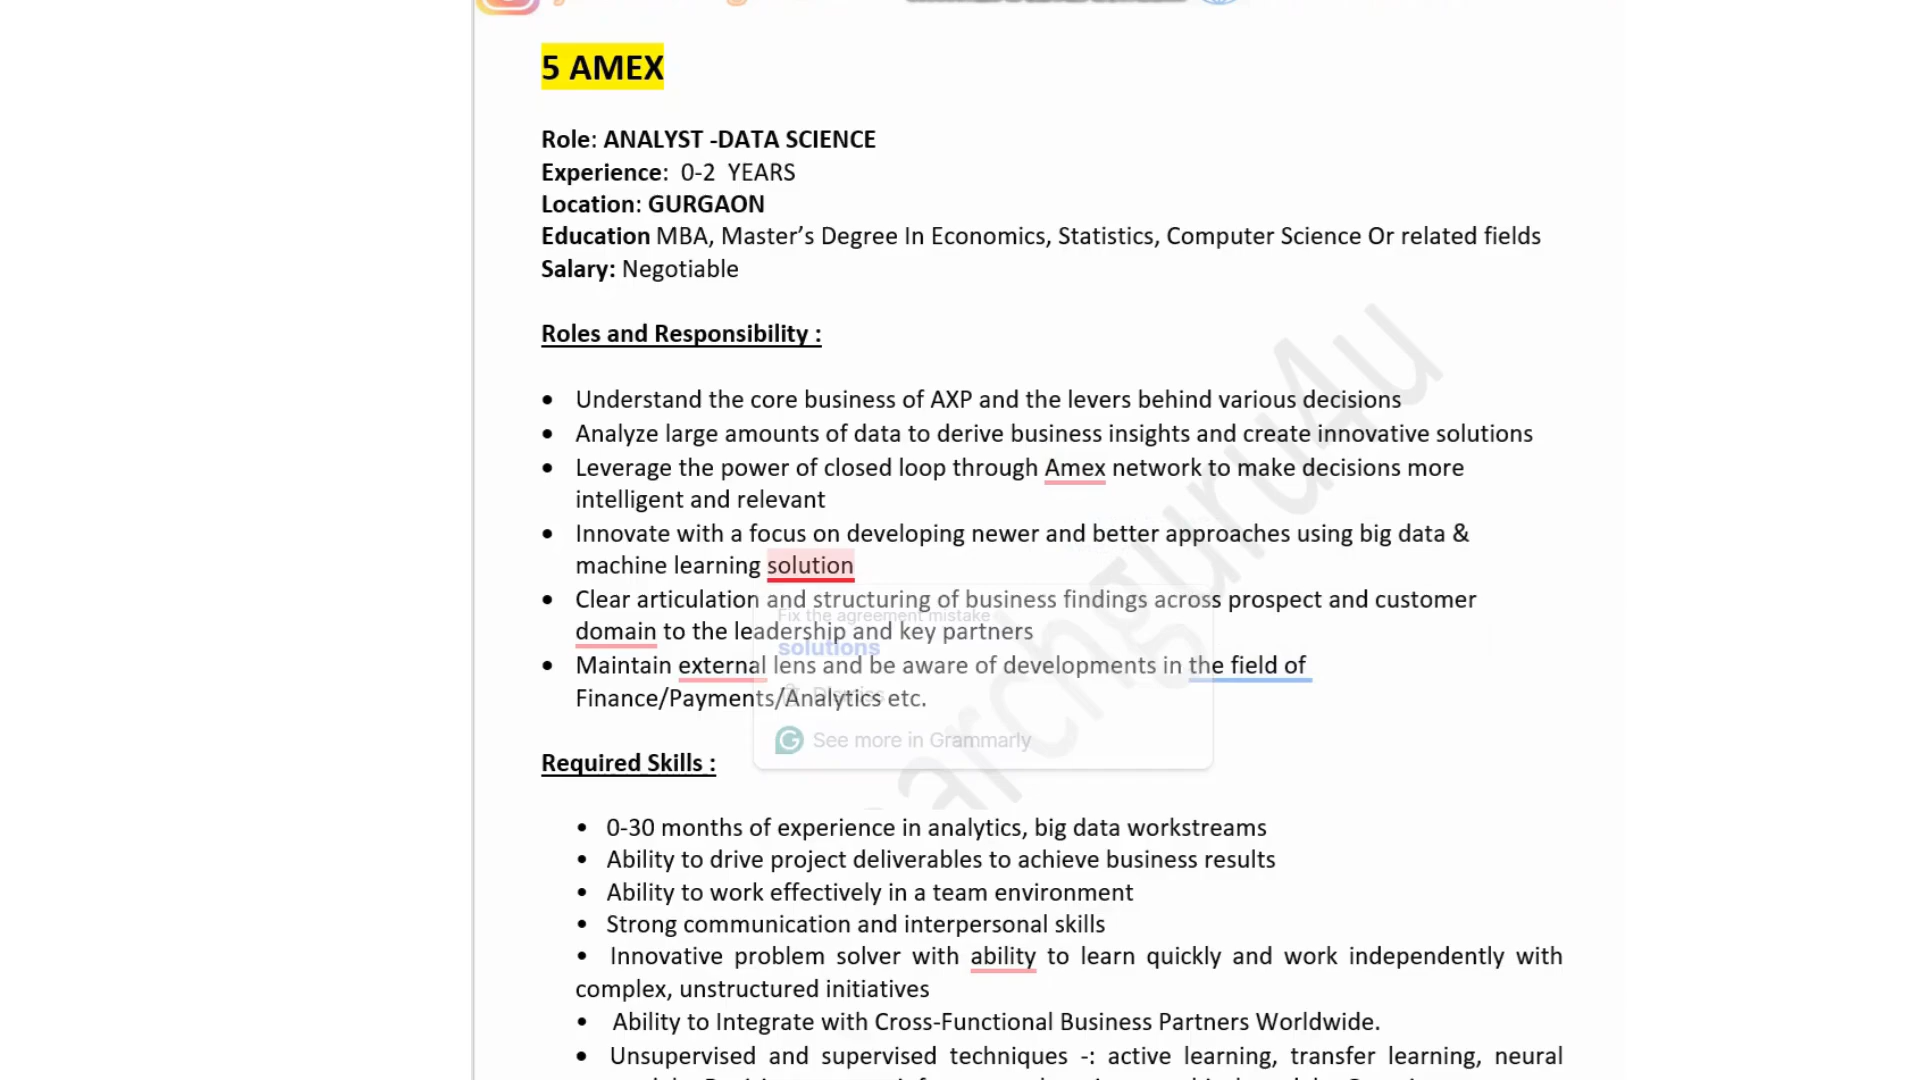 5 AMEX
Role: ANALYST -DATA SCIENCE
Experience: 0-2 YEARS
Location: GURGAON
Education MBA, Master’s Degree In Economics, Statistics, Computer Science Or related fields
Salary: Negotiable
Roles and Responsibility :
• Understand the core business of AXP and the levers behind various decisions
• Analyze large amounts of data to derive business insights and create innovative solutions
• Leverage the power of closed loop through Amex network to make decisions more
intelligent and relevant
• Innovate with a focus on developing newer and better approaches using big data &
machine learning solution
• Clear articulation and structuring of business findings across prospect and customer
Fix the agreement mistake
domain to the leadership and key partners
solutions
• Maintain external lens and be aware of developments in the field of
Dismiss
Finance/Payments/Analytics etc.
See more in Grammarly
Required Skills :
• 0-30 months of experience in analytics, big data workstreams
• Ability to drive project deliverables to achieve business results
• Ability to work effectively in a team environment
• Strong communication and interpersonal skills
• Innovative problem solver with ability to learn quickly and work independently with
complex, unstructured initiatives
• Ability to Integrate with Cross-Functional Business Partners Worldwide.
• Unsupervised and supervised techniques -: active learning, transfer learning, neural
archguru4u